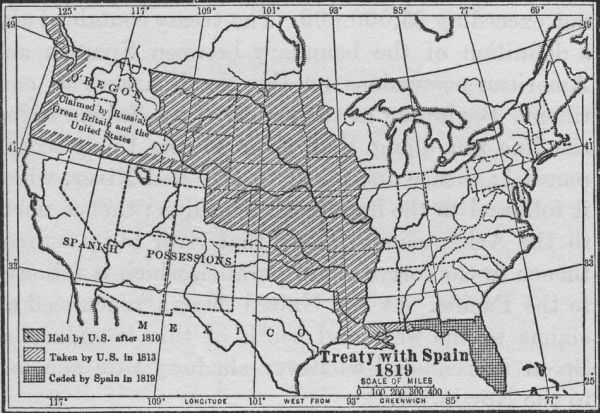 125° 117° 109° 101° 93° 85° 77°
49 49
OREGO
Claimed by Russia,
Great Britain and the
United States
41 41
SPANISH POSSESSIONS
33 33
MEXICO
Held by U.S. after 1810
Taken by U.S. in 1813
Ceded by Spain in 1819
Treaty with Spain
1819
SCALE OF MILES
0 100 200 300 400
25
117° 109° LONGITUDE 101° WEST FROM 93° GREENWICH 85° 77°